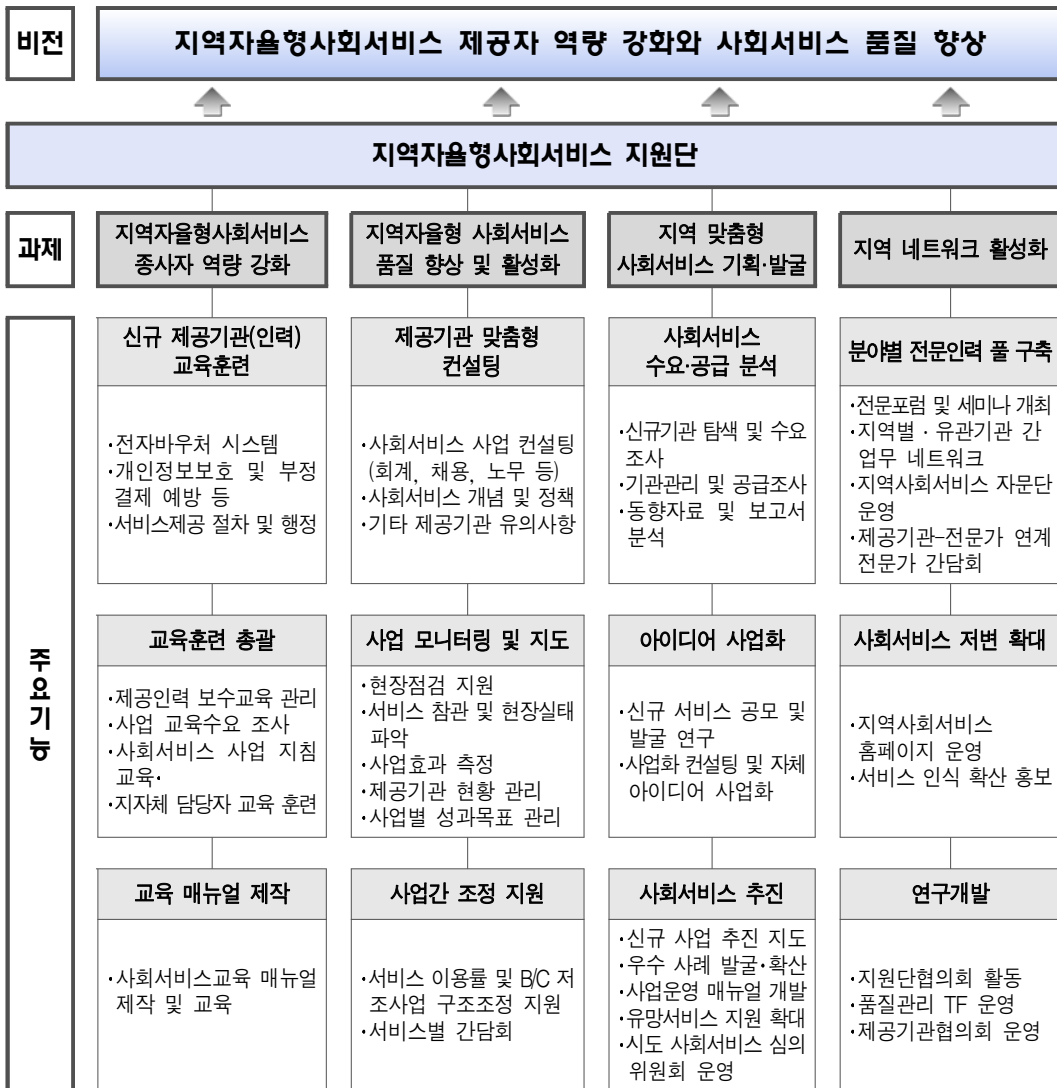 비전
지역자율형사회서비스 제공자 역량 강화와 사회서비스 품질 향상
지역자율형사회서비스 지원단
과제
지역자율형사회서비스
종사자 역량 강화
지역자율형 사회서비스
품질 향상 및 활성화
지역 맞춤형
사회서비스 기획·발굴
지역 네트워크 활성화
주요기능
신규 제공기관(인력)
교육훈련
·전자바우처 시스템
·개인정보보호 및 부정
결제 예방 등
·서비스제공 절차 및 행정
제공기관 맞춤형
컨설팅
·사회서비스 사업 컨설팅
(회계, 채용, 노무 등)
·사회서비스 개념 및 정책
·기타 제공기관 유의사항
사회서비스
수요·공급 분석
·신규기관 탐색 및 수요
조사
·기관관리 및 공급조사
·동향자료 및 보고서
분석
분야별 전문인력 풀 구축
·전문포럼 및 세미나 개최
·지역별 · 유관기관 간
업무 네트워크
·지역사회서비스 자문단
운영
·제공기관-전문가 연계
전문가 간담회
교육훈련 총괄
·제공인력 보수교육 관리
·사업 교육수요 조사
·사회서비스 사업 지침
교육·
·지자체 담당자 교육 훈련
사업 모니터링 및 지도
·현장점검 지원
·서비스 참관 및 현장실태
파악
·사업효과 측정
·제공기관 현황 관리
·사업별 성과목표 관리
아이디어 사업화
·신규 서비스 공모 및
발굴 연구
·사업화 컨설팅 및 자체
아이디어 사업화
사회서비스 저변 확대
·지역사회서비스
홈페이지 운영
·서비스 인식 확산 홍보
교육 매뉴얼 제작
·사회서비스교육 매뉴얼
제작 및 교육
사업간 조정 지원
·서비스 이용률 및 B/C 저
조사업 구조조정 지원
·서비스별 간담회
사회서비스 추진
·신규 사업 추진 지도
·우수 사례 발굴·확산
·사업운영 매뉴얼 개발
·유망서비스 지원 확대
·시도 사회서비스 심의
위원회 운영
연구개발
·지원단협의회 활동
·품질관리 TF 운영
·제공기관협의회 운영